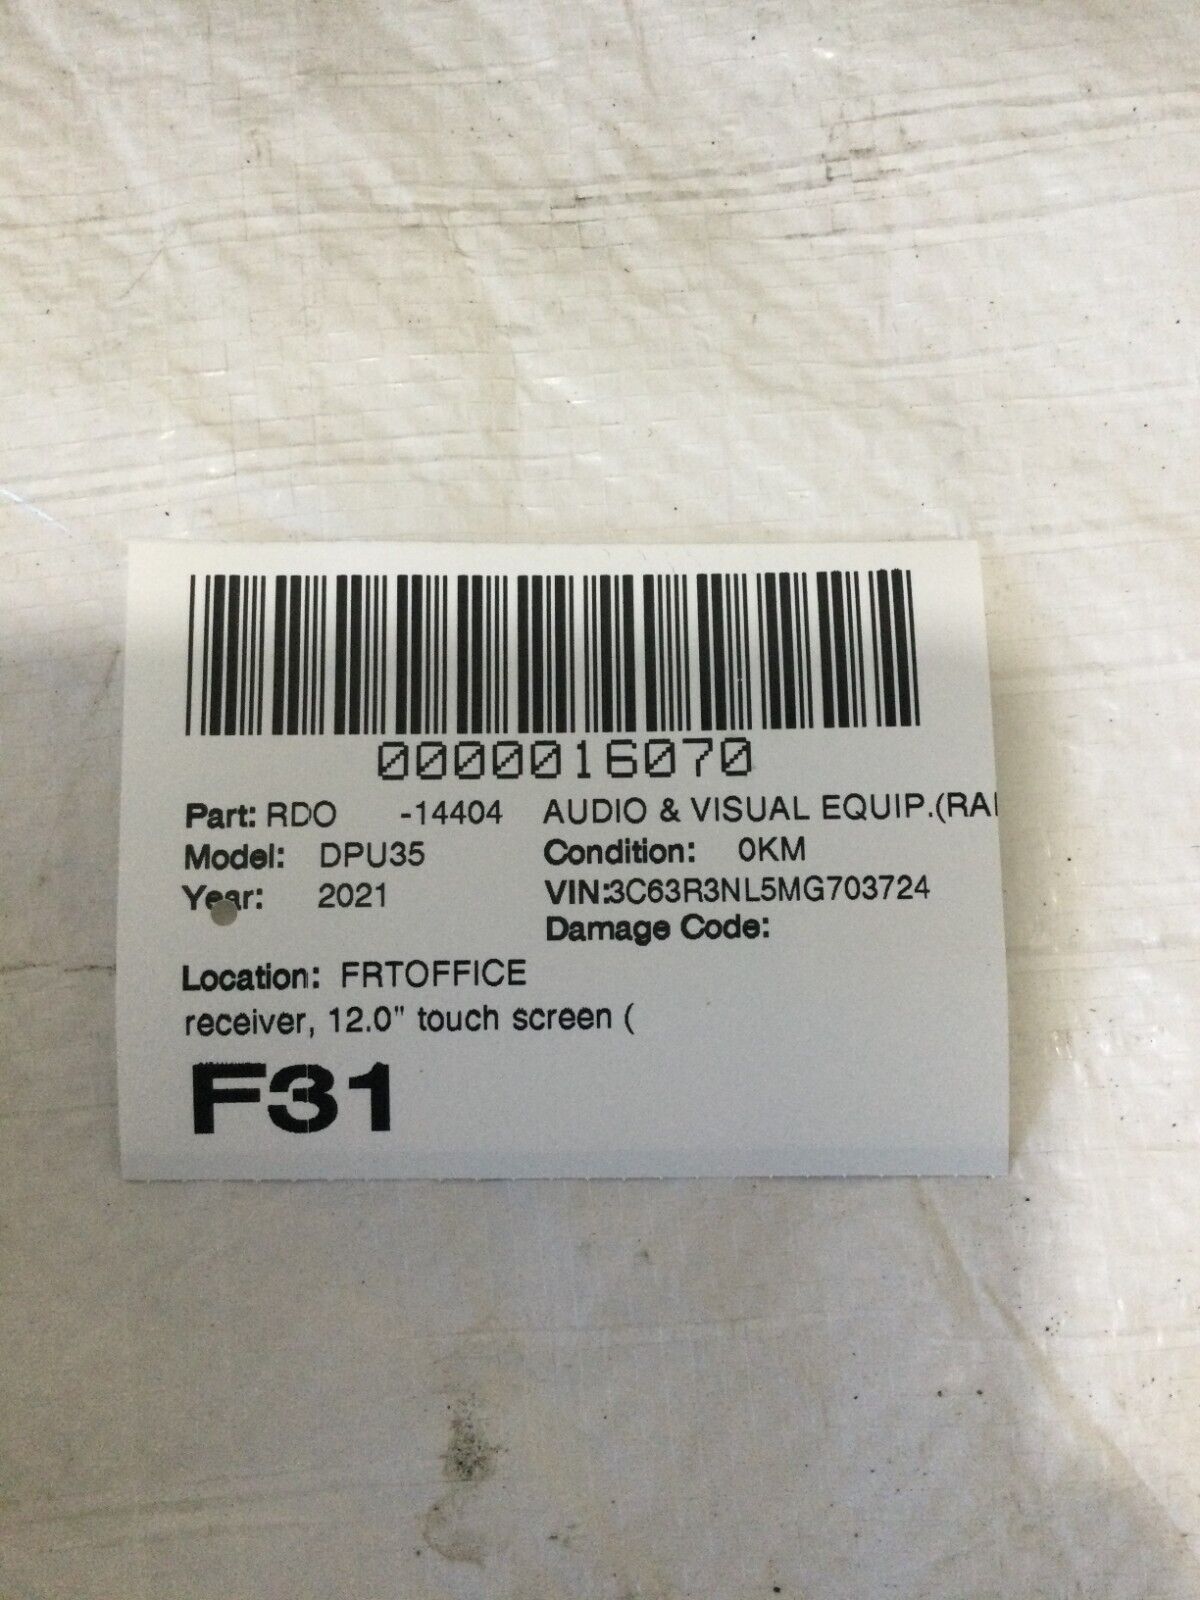 0000016070
Part: RDO -14404 AUDIO & VISUAL EQUIP.(RA
Model: DPU35 Condition: 0KM
Year: 2021 VIN:3C63R3NL5MG703724
Damage Code:
Location: FRTOFFICE
receiver, 12.0" touch screen (
F31